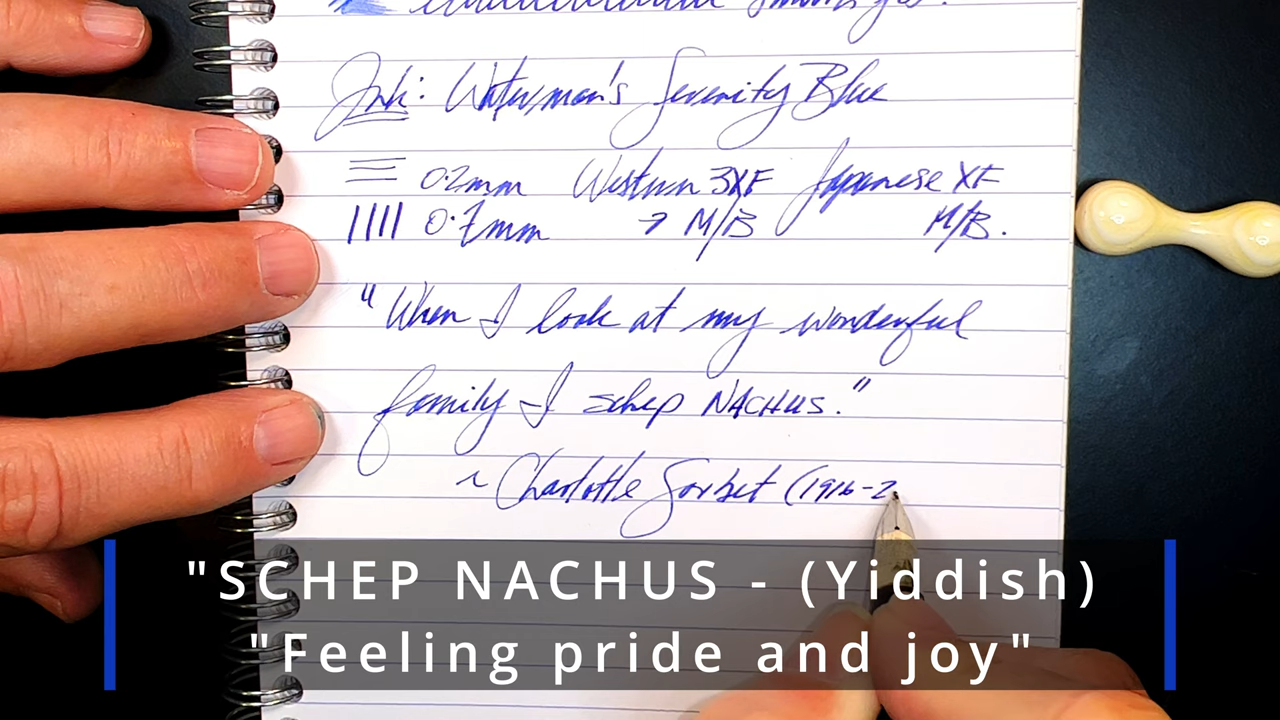 Ink: Waterman's Serenity Blue
0.2mm Western 3XF Japanese XF
0.7mm → M/B M/B.
"When I look at my wonderful
family I schep NACHUS."
~ Charlotte Sorbet (1916-2
"SCHEP NACHUS - (Yiddish)
"Feeling pride and joy"